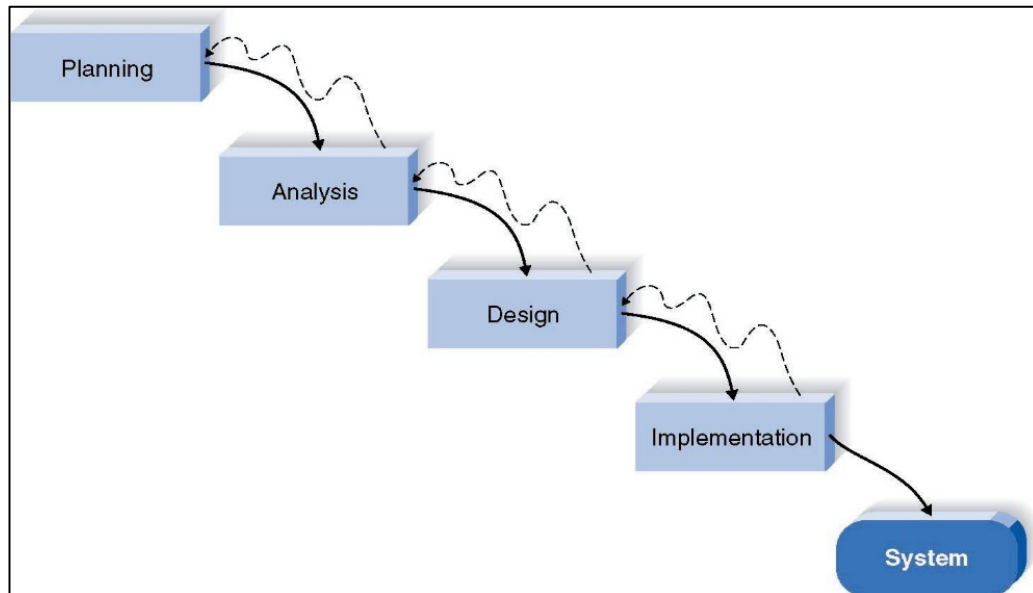 Planning
Analysis
Design
Implementation
System